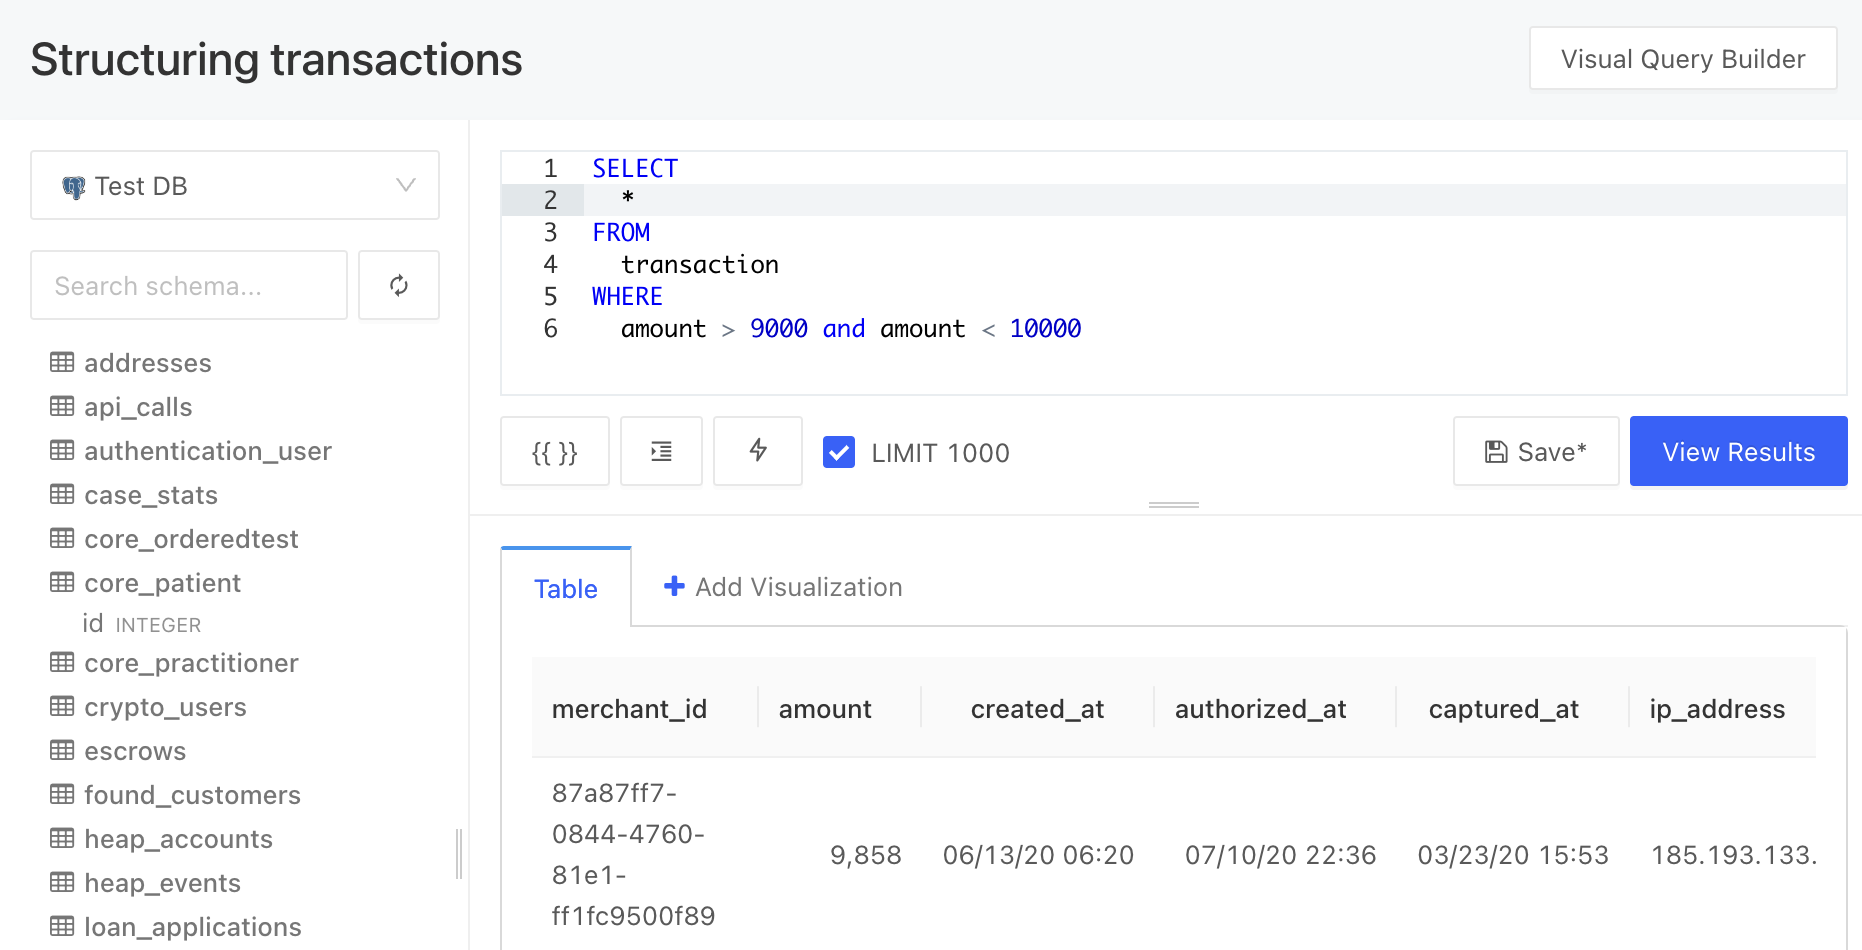 Structuring transactions
Visual Query Builder
Test DB
Search schema...
addresses
api_calls
authentication_user
case_stats
core_orderedtest
core_patient
id INTEGER
core_practitioner
crypto_users
escrows
found_customers
heap_accounts
heap_events
loan_applications
1 SELECT
2 *
3 FROM
4 transaction
5 WHERE
6 amount > 9000 and amount < 10000
{{ }}
LIMIT 1000
Save*
View Results
Table
Add Visualization
merchant_id amount created_at authorized_at captured_at ip_address
87a87ff7-
0844-4760-
81e1-
ff1fc9500f89
9,858 06/13/20 06:20 07/10/20 22:36 03/23/20 15:53 185.193.133.